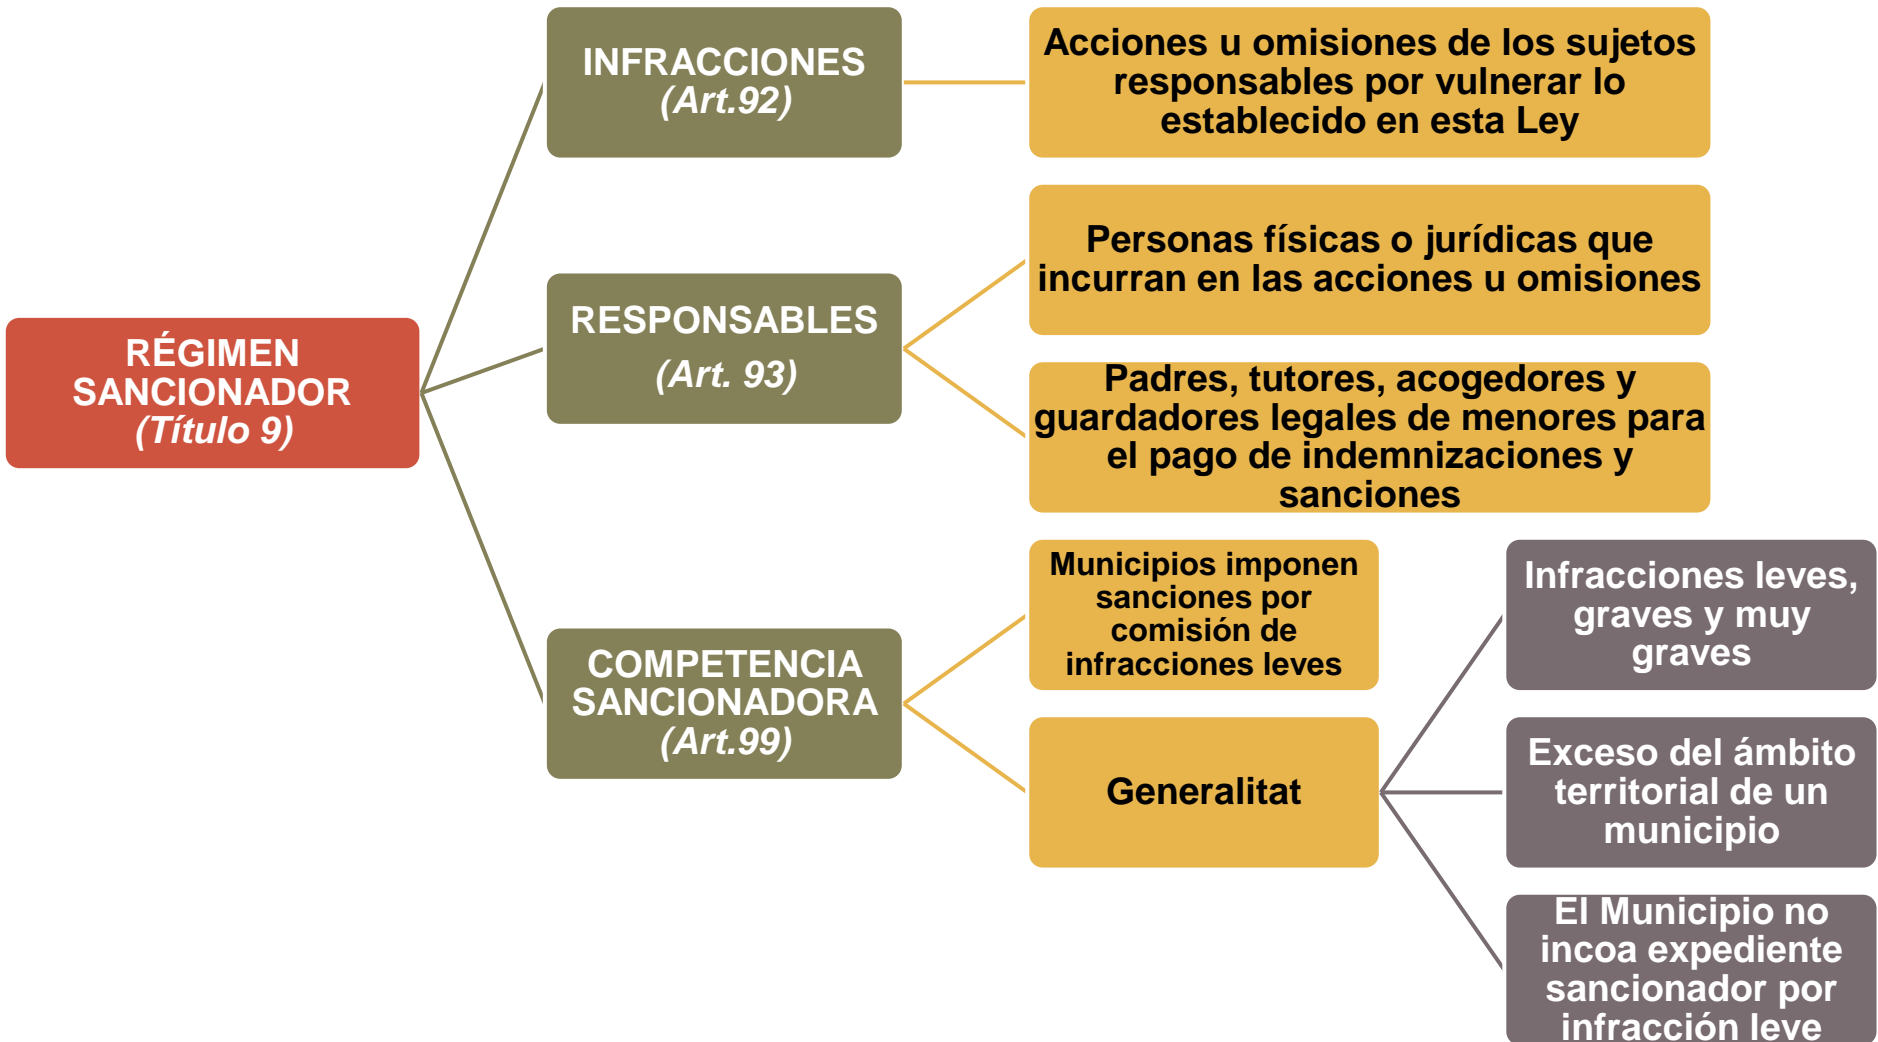 RÉGIMEN
SANCIONADOR
(Título 9)
INFRACCIONES
(Art.92)
Acciones u omisiones de los sujetos
responsables por vulnerar lo
establecido en esta Ley
RESPONSABLES
(Art. 93)
Personas físicas o jurídicas que
incurran en las acciones u omisiones
Padres, tutores, acogedores y
guardadores legales de menores para
el pago de indemnizaciones y
sanciones
COMPETENCIA
SANCIONADORA
(Art.99)
Municipios imponen
sanciones por
comisión de
infracciones leves
Generalitat
Infracciones leves,
graves y muy
graves
Exceso del ámbito
territorial de un
municipio
El Municipio no
incoa expediente
sancionador por
infracción leve